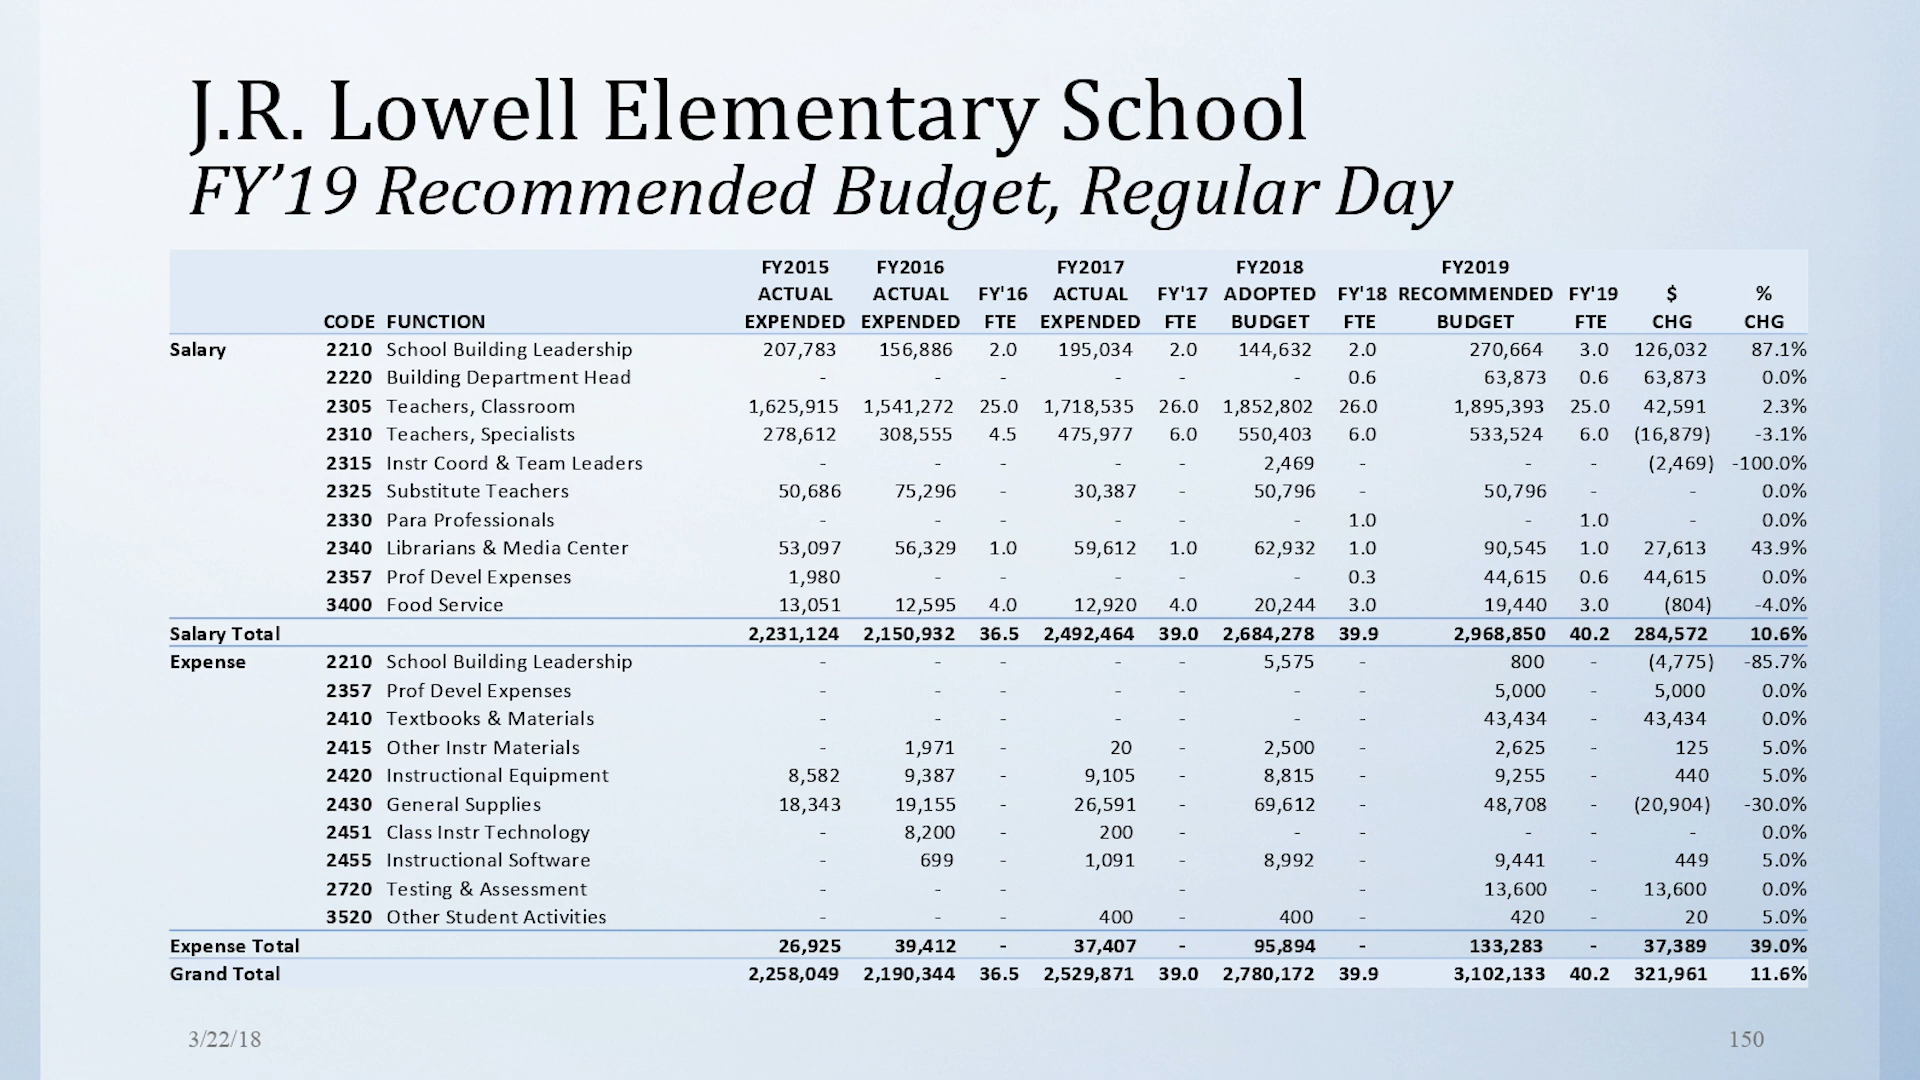 J.R. Lowell Elementary School
FY’19 Recommended Budget, Regular Day
FY2015 FY2016 FY2017 FY2018 FY2019
ACTUAL ACTUAL FY'16 ACTUAL FY'17 ADOPTED FY'18 RECOMMENDED FY'19 $ %
CODE FUNCTION EXPENDED EXPENDED FTE EXPENDED FTE BUDGET FTE BUDGET FTE CHG CHG
Salary 2210 School Building Leadership 207,783 156,886 2.0 195,034 2.0 144,632 2.0 270,664 3.0 126,032 87.1%
2220 Building Department Head - - - - - - 0.6 63,873 0.6 63,873 0.0%
2305 Teachers, Classroom 1,625,915 1,541,272 25.0 1,718,535 26.0 1,852,802 26.0 1,895,393 25.0 42,591 2.3%
2310 Teachers, Specialists 278,612 308,555 4.5 475,977 6.0 550,403 6.0 533,524 6.0 (16,879) -3.1%
2315 Instr Coord & Team Leaders - - - - - 2,469 - - - (2,469) -100.0%
2325 Substitute Teachers 50,686 75,296 - 30,387 - 50,796 - 50,796 - - 0.0%
2330 Para Professionals - - - - - - 1.0 - 1.0 - 0.0%
2340 Librarians & Media Center 53,097 56,329 1.0 59,612 1.0 62,932 1.0 90,545 1.0 27,613 43.9%
2357 Prof Devel Expenses 1,980 - - - - - 0.3 44,615 0.6 44,615 0.0%
3400 Food Service 13,051 12,595 4.0 12,920 4.0 20,244 3.0 19,440 3.0 (804) -4.0%
Salary Total 2,231,124 2,150,932 36.5 2,492,464 39.0 2,684,278 39.9 2,968,850 40.2 284,572 10.6%
Expense 2210 School Building Leadership - - - - - 5,575 - 800 - (4,775) -85.7%
2357 Prof Devel Expenses - - - - - - - 5,000 - 5,000 0.0%
2410 Textbooks & Materials - - - - - - - 43,434 - 43,434 0.0%
2415 Other Instr Materials - 1,971 - 20 - 2,500 - 2,625 - 125 5.0%
2420 Instructional Equipment 8,582 9,387 - 9,105 - 8,815 - 9,255 - 440 5.0%
2430 General Supplies 18,343 19,155 - 26,591 - 69,612 - 48,708 - (20,904) -30.0%
2451 Class Instr Technology - 8,200 - 200 - - - - - - 0.0%
2455 Instructional Software - 699 - 1,091 - 8,992 - 9,441 - 449 5.0%
2720 Testing & Assessment - - - - - 13,600 - 13,600 0.0%
3520 Other Student Activities - - - 400 - 400 - 420 - 20 5.0%
Expense Total 26,925 39,412 - 37,407 - 95,894 - 133,283 - 37,389 39.0%
Grand Total 2,258,049 2,190,344 36.5 2,529,871 39.0 2,780,172 39.9 3,102,133 40.2 321,961 11.6%
3/22/18 150